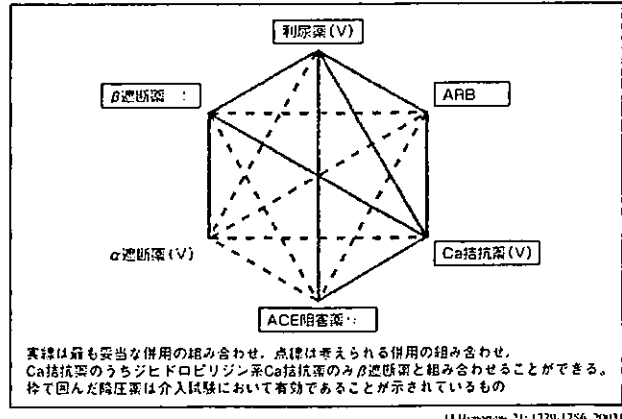 利尿薬(V)
β遮断薬
ARB
α遮断薬(V)
Ca拮抗薬(V)
ACE阻害薬
実線は最も妥当な併用の組み合わせ，点線は考えられる併用の組み合わせ．
Ca拮抗薬のうちジヒドロピリジン系Ca拮抗薬のみβ遮断薬と組み合わせることができる．
枠で囲んだ降圧薬は介入試験において有効であることが示されているもの
21: 1779-1786, 2003